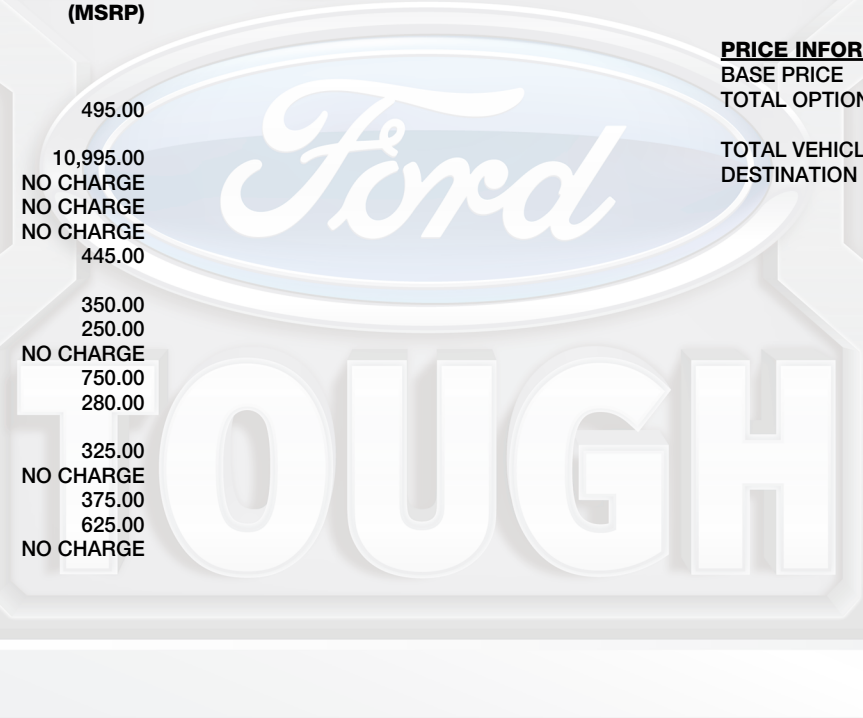 (MSRP)
495.00
10,995.00
NO CHARGE
NO CHARGE
NO CHARGE
445.00
350.00
250.00
NO CHARGE
750.00
280.00
325.00
NO CHARGE
375.00
625.00
NO CHARGE
PRICE INFOR
BASE PRICE
TOTAL OPTION
TOTAL VEHICL
DESTINATION
Ford
TOUGH